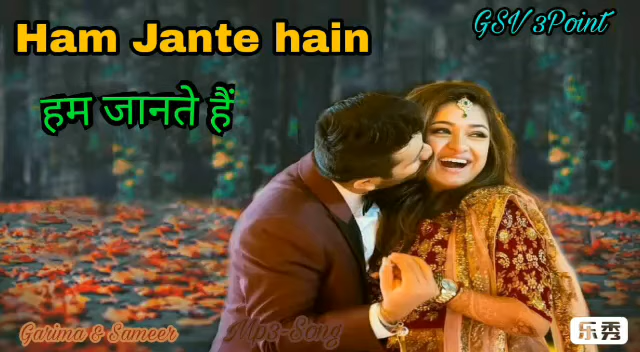 Ham Jante hain
GSV 3Point
हम जानते हैं
Garima & Sameer
Mp3-Song
乐秀